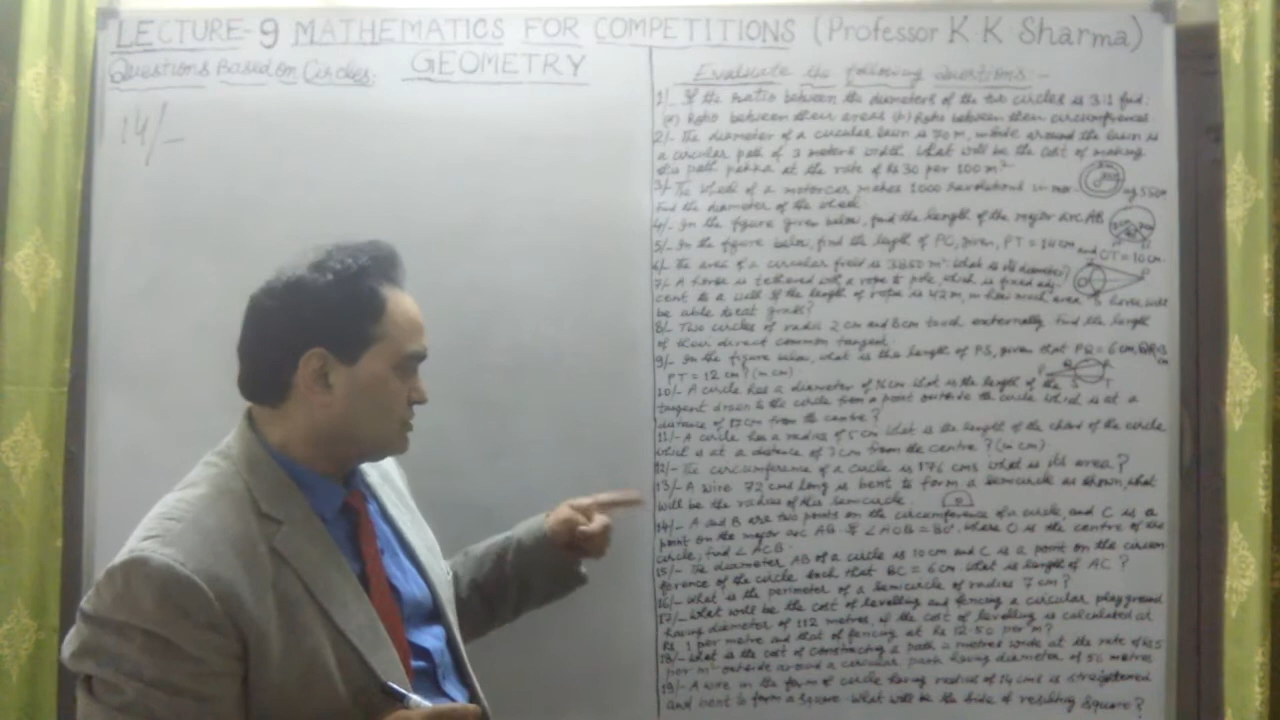 LECTURE-9 MATHEMATICS FOR COMPETITIONS (Professor K K Sharma)
Questions Based on Circles: GEOMETRY
14/-
Evaluate the following Questions:-
1/- If the ratio between the diameters of the two circles is 3:1 find:
(a) Ratio between their areas (b) Ratio between their circumferences
2/- The diameter of a circular lawn is 70 m, around the lawn is
a circular path of 3 meters width. What will be the cost of making
this path pakka at the rate of Rs 30 per 100 m²
3/- The wheel of a motorcar makes 1000 revolutions in
Find the diameter of the wheel
4/- In the figure given below, find the length of the major arc AB
5/- In the figure below, find the length of PC, given, PT = 14 cm and OT = 10 cm.
6/- The area of a circular field is 3850 m². What is its diameter?
7/- A horse is tethered with a rope to pole, which is fixed adj-
cent to a wall. If the length of rope is 42 m, in how much area horse will
be able to eat grass?
8/- Two circles of radii 2 cm and 8 cm touch externally. Find the length
of their direct common tangent.
9/- In the figure below, what is the length of PS, given that PQ = 6 cm,
PT = 12 cm? (in cm)
10/- A circle has a diameter of 16 cm. What is the length of the
tangent drawn to the circle from a point outside the circle which is at a
distance of 17 cm from the centre?
11/- A circle has a radius of 5 cm. What is the length of the chord of the circle
which is at a distance of 3 cm from the centre? (in cm)
12/- The circumference of a circle is 176 cms. What is its area?
13/- A wire 72 cms long is bent to form a semicircle as shown, what
will be the radius of this semicircle.
14/- A and B are two points on the circumference of a circle and C is a
point on the major arc AB. If ∠AOB = 80°, where O is the centre of the
circle, find ∠ACB.
15/- The diameter AB of a circle is 10 cm and C is a point on the circum
ference of the circle such that BC = 6 cm. What is length of AC?
16/- What is the perimeter of a semicircle of radius 7 cm?
17/- What will be the cost of levelling and fencing a circular playground
having diameter of 112 metres, if the cost of levelling is calculated at
Rs. 1 per metre and that of fencing at Rs 12.50 per m?
18/- What is the cost of constructing a path metres wide at the rate of Rs 5
per m² outside around a circular park having diameter of 56 metres
19/- A wire in the form of circle having radius of 14 cms is straightened
and bent to form a square. What will be the side of resulting square?